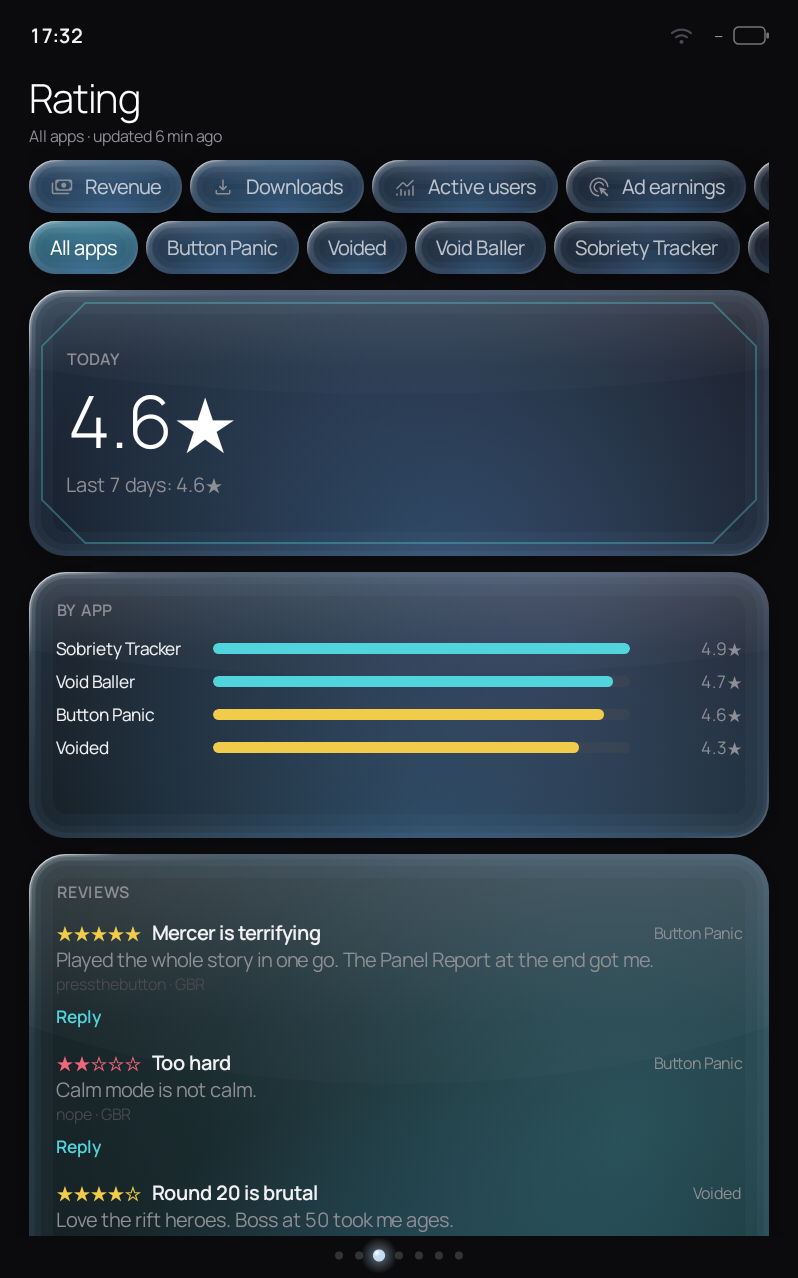 17:32
–
Rating
All apps · updated 6 min ago
Revenue
Downloads
Active users
Ad earnings
All apps
Button Panic
Voided
Void Baller
Sobriety Tracker
TODAY
4.6★
Last 7 days: 4.6★
BY APP
Sobriety Tracker 4.9★
Void Baller 4.7★
Button Panic 4.6★
Voided 4.3★
REVIEWS
★★★★★ Mercer is terrifying Button Panic
Played the whole story in one go. The Panel Report at the end got me.
pressthebutton · GBR
Reply
★★☆☆☆ Too hard Button Panic
Calm mode is not calm.
nope · GBR
Reply
★★★★☆ Round 20 is brutal Voided
Love the rift heroes. Boss at 50 took me ages.